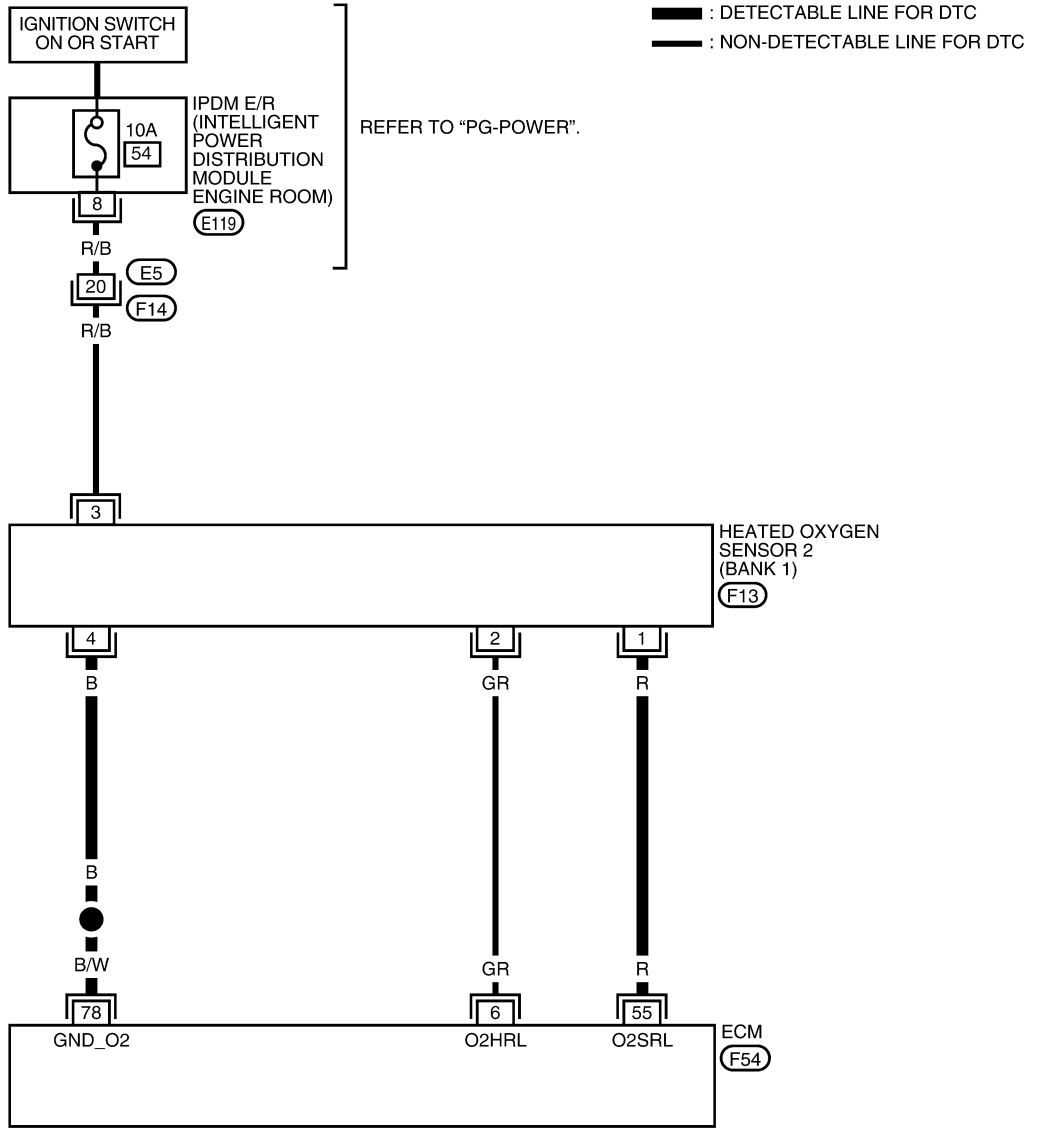 IGNITION SWITCH
ON OR START
: DETECTABLE LINE FOR DTC
: NON-DETECTABLE LINE FOR DTC
10A
54
IPDM E/R
(INTELLIGENT
POWER
DISTRIBUTION
MODULE
ENGINE ROOM)
E119
REFER TO “PG-POWER”.
8
R/B
20
E5
F14
R/B
3
HEATED OXYGEN
SENSOR 2
(BANK 1)
F13
4
2
1
B
GR
R
B
B/W
GR
R
78
6
55
GND_O2
O2HRL
O2SRL
ECM
F54